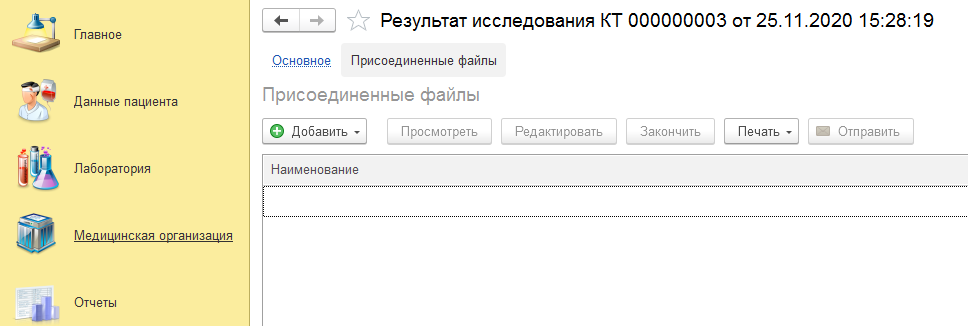 Главное
Данные пациента
Лаборатория
Медицинская организация
Отчеты
Результат исследования КТ 000000003 от 25.11.2020 15:28:19
Основное Присоединенные файлы
Присоединенные файлы
Добавить Просмотреть Редактировать Закончить Печать Отправить
Наименование